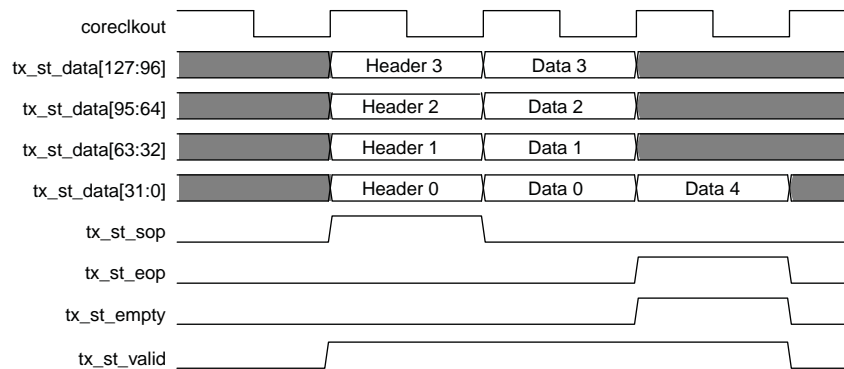 coreclkout
tx_st_data[127:96] Header 3 Data 3
tx_st_data[95:64] Header 2 Data 2
tx_st_data[63:32] Header 1 Data 1
tx_st_data[31:0] Header 0 Data 0 Data 4
tx_st_sop
tx_st_eop
tx_st_empty
tx_st_valid